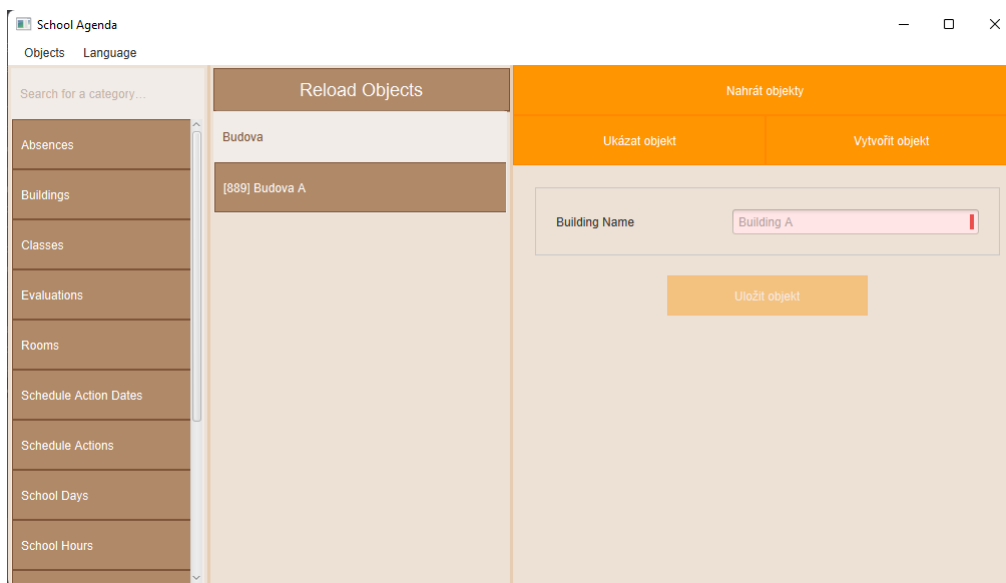 School Agenda
Objects Language
Search for a category...
Absences
Buildings
Classes
Evaluations
Rooms
Schedule Action Dates
Schedule Actions
School Days
School Hours
Reload Objects
Budova
[889] Budova A
Nahrát objekty
Ukázat objekt Vytvořit objekt
Building Name Building A
Uložit objekt